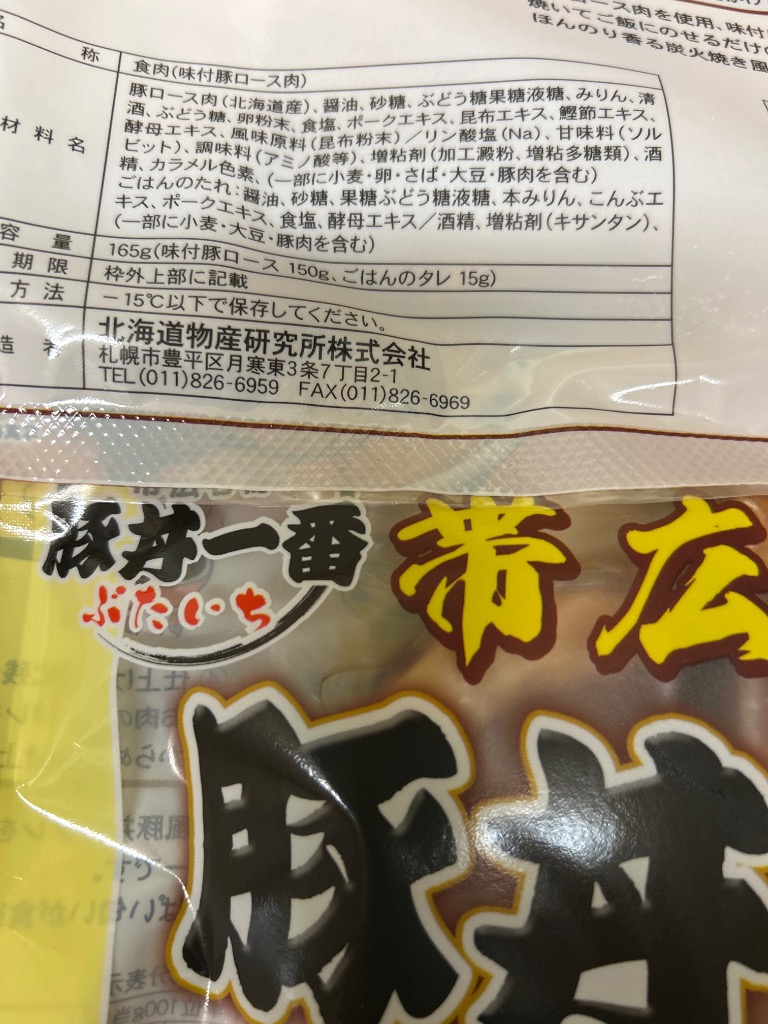 ロース肉を使用、味付
焼いてご飯にのせるだけ
ほんのり香る炭火焼き風
名
称 食肉(味付豚ロース肉)
豚ロース肉(北海道産)、醤油、砂糖、ぶどう糖果糖液糖、みりん、清
酒、ぶどう糖、卵粉末、食塩、ポークエキス、昆布エキス、鰹節エキス、
酵母エキス、風味原料(昆布粉末)/リン酸塩(Na)、甘味料(ソル
材料名 ビット)、調味料(アミノ酸等)、増粘剤(加工澱粉、増粘多糖類)、酒
精、カラメル色素、(一部に小麦・卵・さば・大豆・豚肉を含む)
ごはんのたれ:醤油、砂糖、果糖ぶどう糖液糖、本みりん、こんぶエ
キス、ポークエキス、食塩、酵母エキス/酒精、増粘剤(キサンタン)、
(一部に小麦・大豆・豚肉を含む)
容量 165g(味付豚ロース 150g、ごはんのタレ 15g)
期限 枠外上部に記載
方法 −15℃以下で保存してください。
造者 北海道物産研究所株式会社
札幌市豊平区月寒東3条7丁目2-1
TEL(011)826-6959 FAX(011)826-6969
豚丼一番
ぶたいち
帯広
豚丼